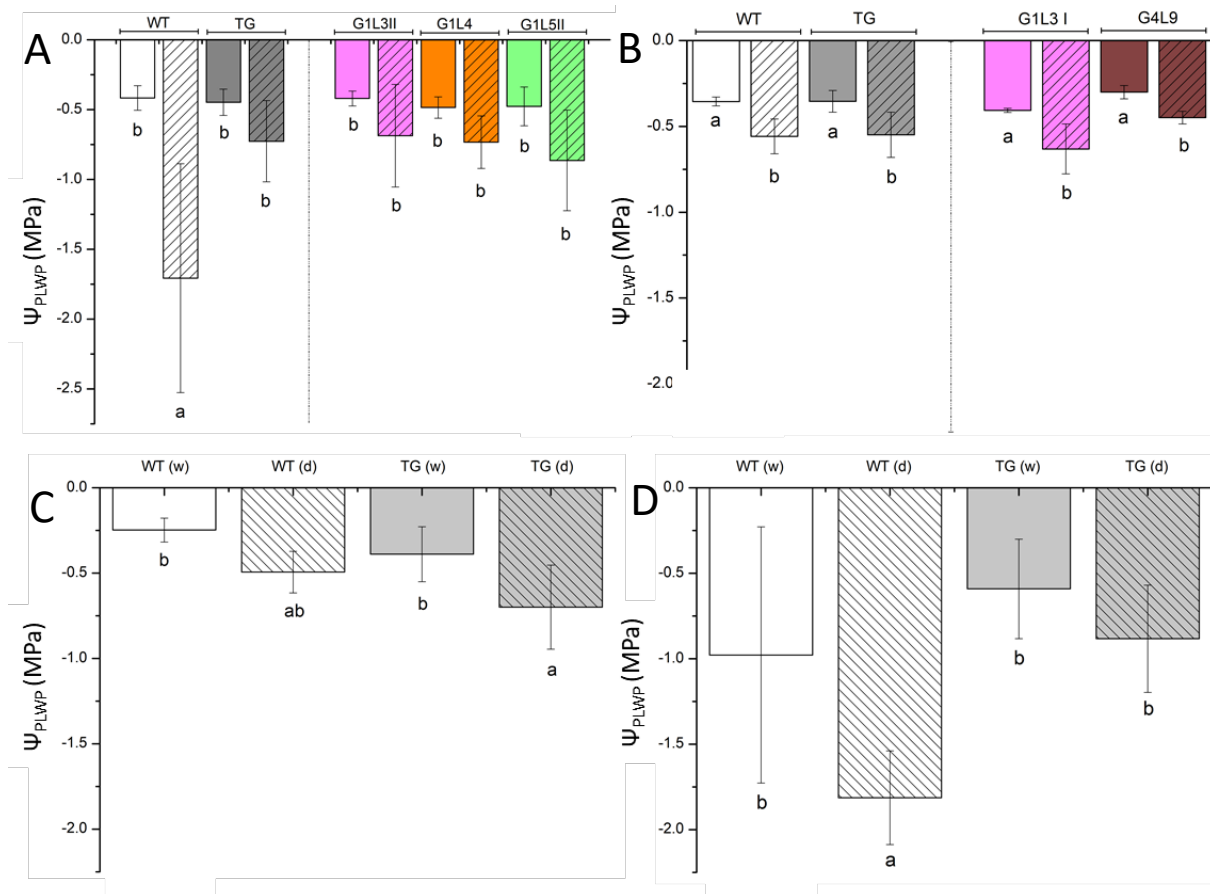 A
WT TG G1L3II G1L4 G1L5II
0.0
-0.5
-1.0
-1.5
-2.0
-2.5
ΨPLWP (MPa)
b a b b b b b b b b
B
WT TG G1L3 I G4L9
0.0
-0.5
-1.0
-1.5
-2.0
ΨPLWP (MPa)
a b a b a b a b
C
WT (w) WT (d) TG (w) TG (d)
0.0
-0.5
-1.0
-1.5
-2.0
ΨPLWP (MPa)
b ab b a
D
WT (w) WT (d) TG (w) TG (d)
0.0
-0.5
-1.0
-1.5
-2.0
ΨPLWP (MPa)
b a b b